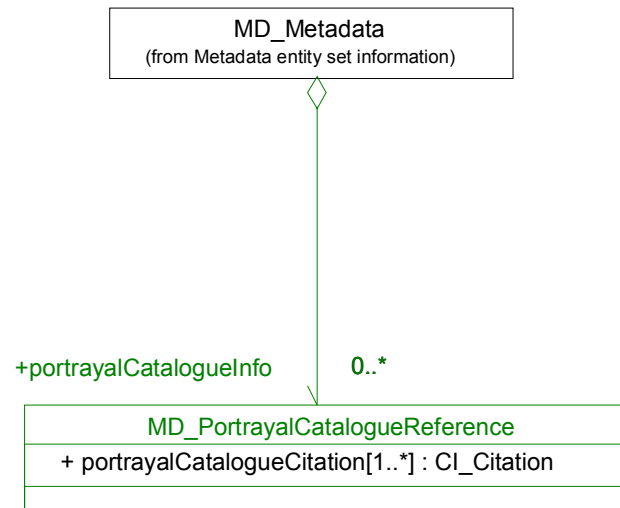 MD_Metadata
(from Metadata entity set information)
+portrayalCatalogueInfo 0..*
MD_PortrayalCatalogueReference
+ portrayalCatalogueCitation[1..*] : CI_Citation